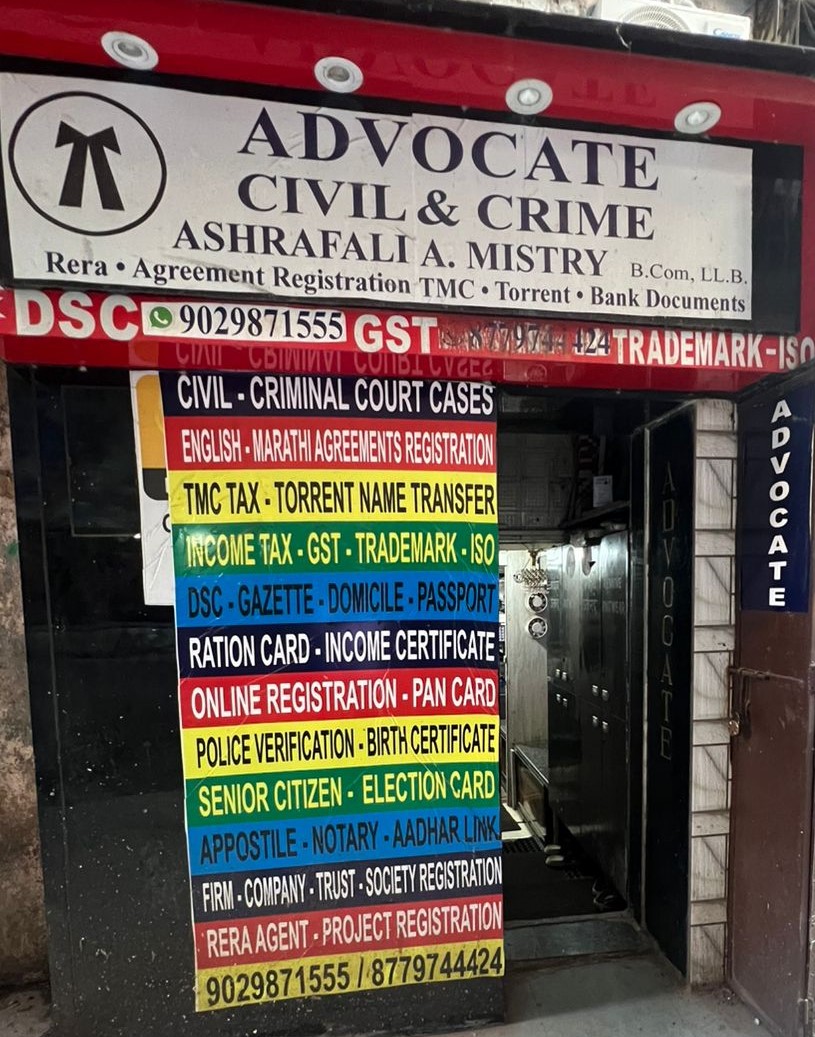 ADVOCATE
CIVIL & CRIME
ASHRAFALI A. MISTRY B.Com, LL.B.
Rera • Agreement Registration TMC • Torrent • Bank Documents
DSC 9029871555 GST 8779744424 TRADEMARK-ISO
CIVIL - CRIMINAL COURT CASES
ENGLISH - MARATHI AGREEMENTS REGISTRATION
TMC TAX - TORRENT NAME TRANSFER
INCOME TAX - GST - TRADEMARK - ISO
DSC - GAZETTE - DOMICILE - PASSPORT
RATION CARD - INCOME CERTIFICATE
ONLINE REGISTRATION - PAN CARD
POLICE VERIFICATION - BIRTH CERTIFICATE
SENIOR CITIZEN - ELECTION CARD
APPOSTILE - NOTARY - AADHAR LINK
FIRM - COMPANY - TRUST - SOCIETY REGISTRATION
RERA AGENT - PROJECT REGISTRATION
9029871555 / 8779744424
ADVOCATE
ADVOCATE